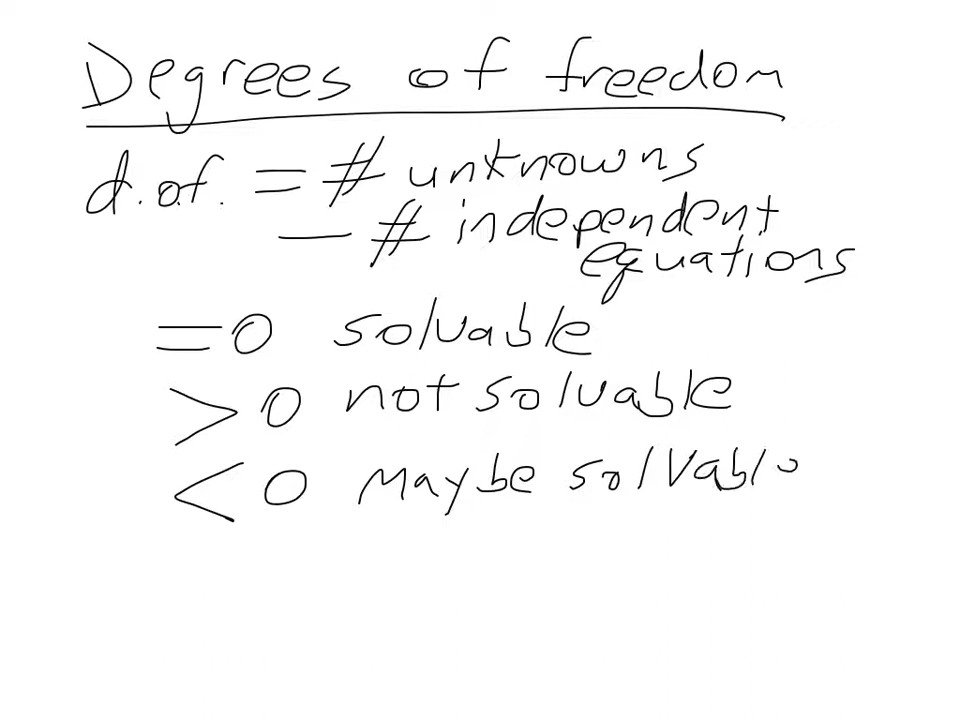 Degrees of freedom
d.o.f. = # unknowns
— # independent
equations
=0 solvable
>0 not solvable
<0 Maybe solvable